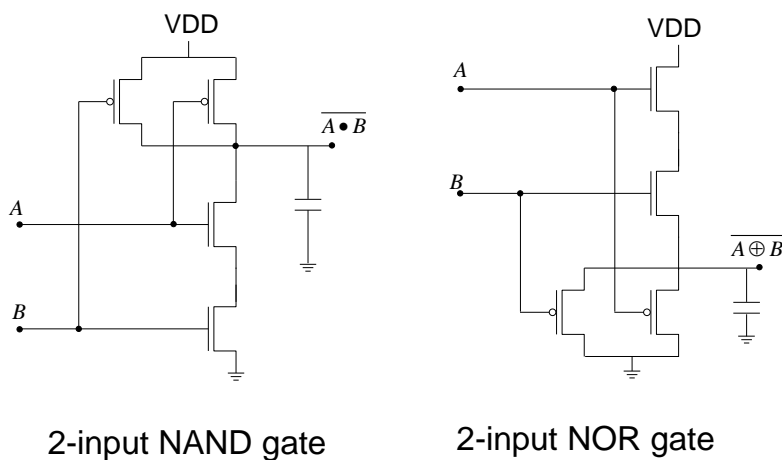 VDD
A • B
A
B
2-input NAND gate
VDD
A
B
A ⊕ B
2-input NOR gate